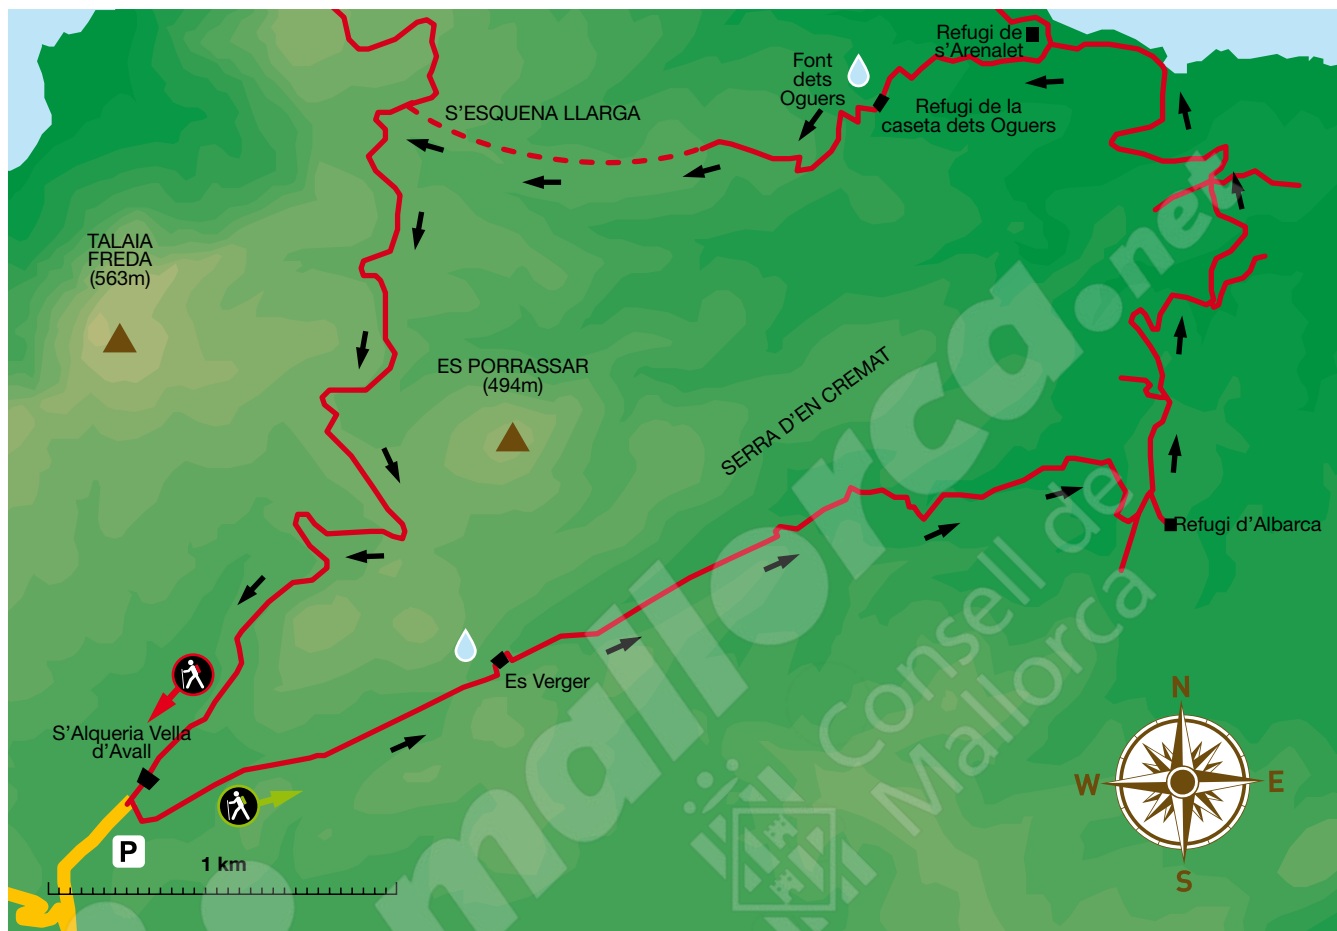 Refugi de
s'Arenalet
Font
dets
Oguers
S'ESQUENA LLARGA
Refugi de la
caseta dets Oguers
TALAIA
FREDA
(563m)
ES PORRASSAR
(494m)
SERRA D'EN CREMAT
Refugi d'Albarca
Es Verger
S'Alqueria Vella
d'Avall
P
1 km
N
W
E
S
mallorca.net
Consell de
Mallorca